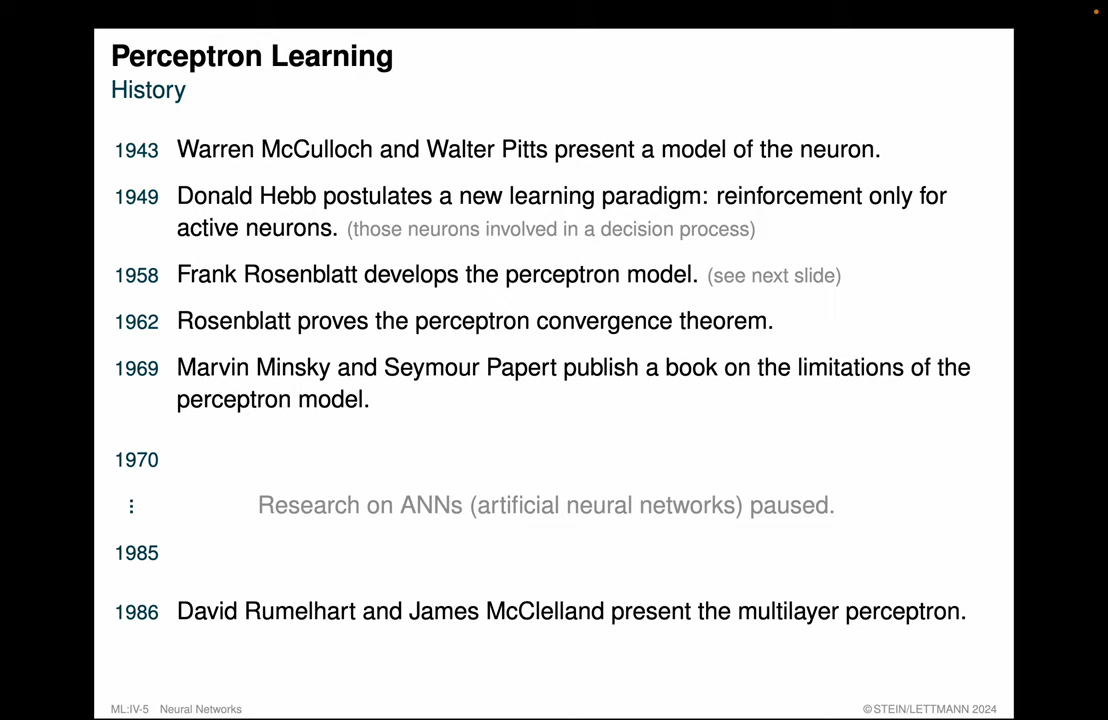 Perceptron Learning
History
1943 Warren McCulloch and Walter Pitts present a model of the neuron.
1949 Donald Hebb postulates a new learning paradigm: reinforcement only for
active neurons. (those neurons involved in a decision process)
1958 Frank Rosenblatt develops the perceptron model. (see next slide)
1962 Rosenblatt proves the perceptron convergence theorem.
1969 Marvin Minsky and Seymour Papert publish a book on the limitations of the
perceptron model.
1970
⋮ Research on ANNs (artificial neural networks) paused.
1985
1986 David Rumelhart and James McClelland present the multilayer perceptron.
ML:IV-5 Neural Networks ©STEIN/LETTMANN 2024